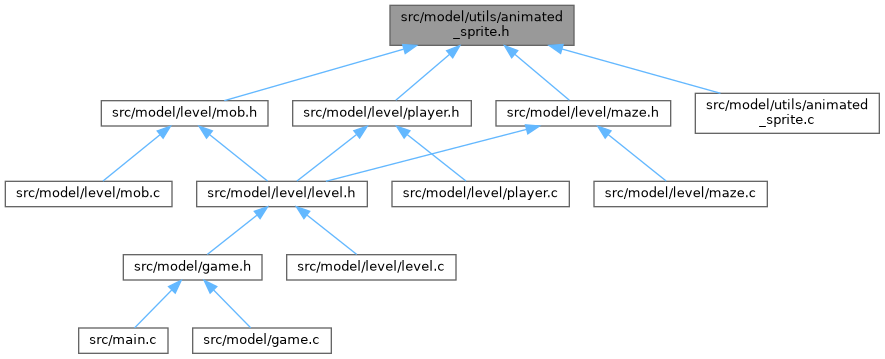 src/model/utils/animated
_sprite.h
src/model/level/mob.h
src/model/level/player.h
src/model/level/maze.h
src/model/utils/animated
_sprite.c
src/model/level/mob.c
src/model/level/level.h
src/model/level/player.c
src/model/level/maze.c
src/model/game.h
src/model/level/level.c
src/main.c
src/model/game.c